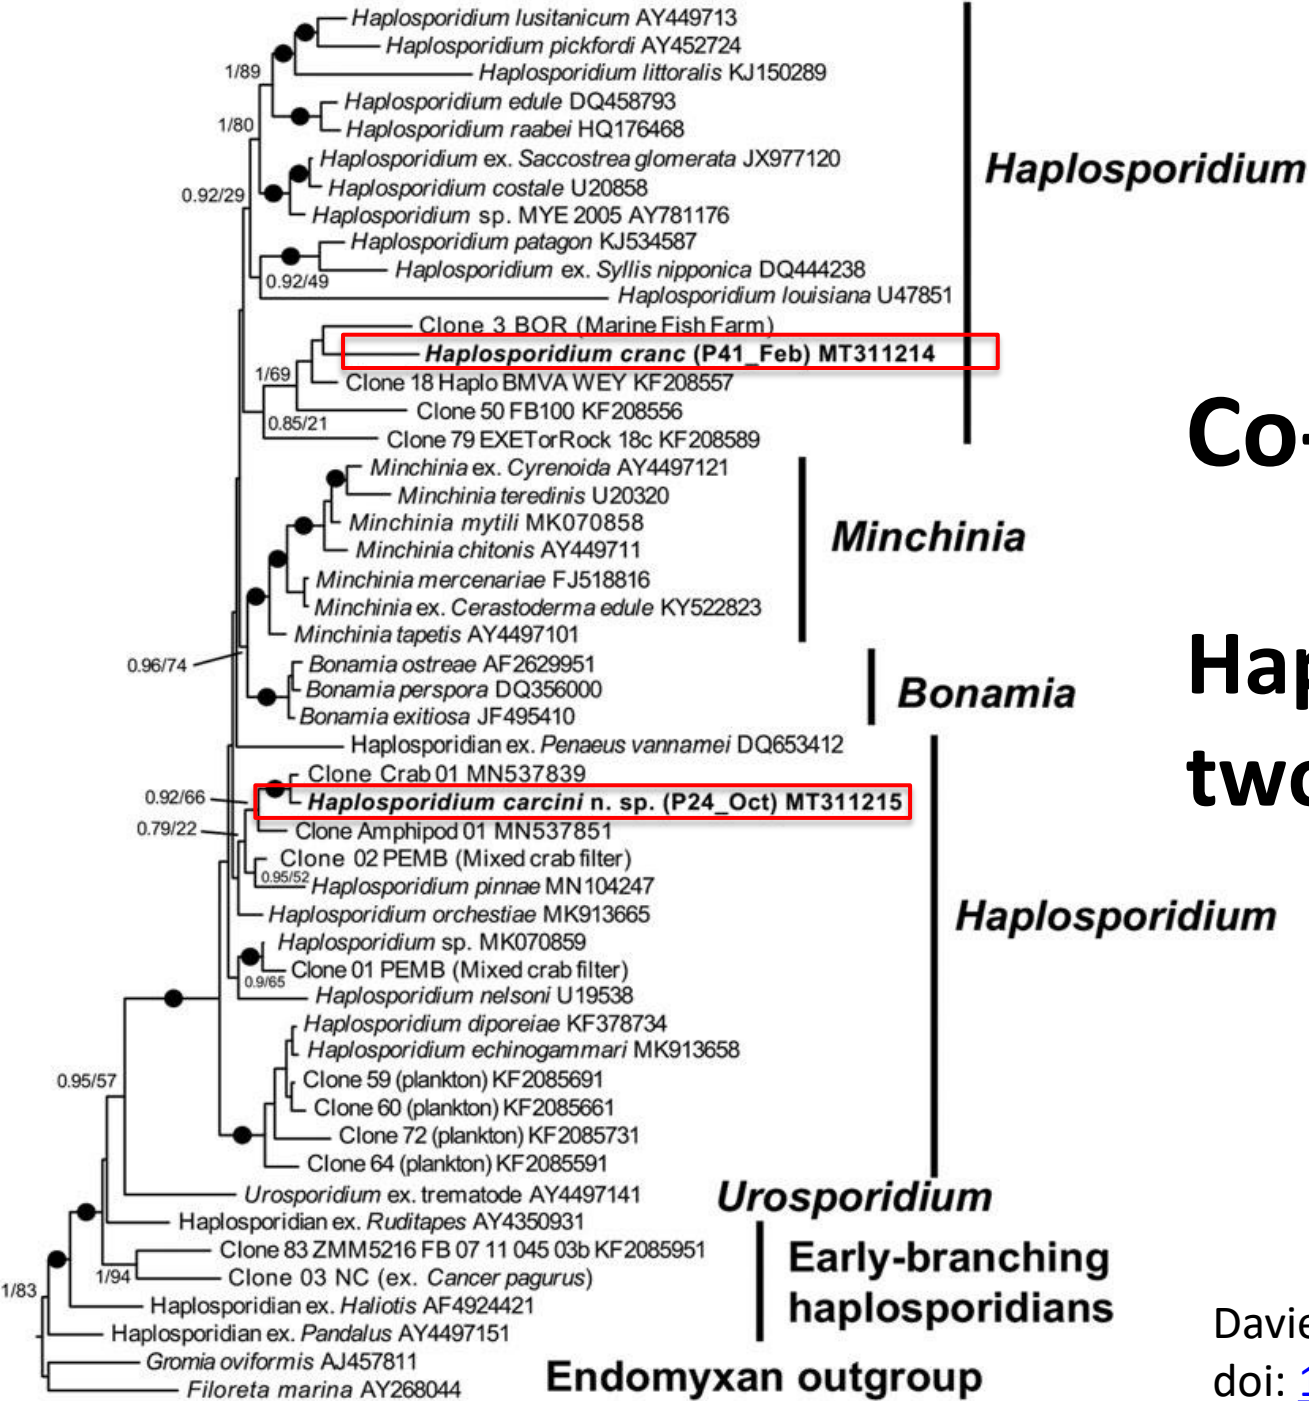 Haplosporidium lusitanicum AY449713
Haplosporidium pickfordi AY452724
Haplosporidium littoralis KJ150289
1/89
Haplosporidium edule DQ458793
1/80
Haplosporidium raabei HQ176468
Haplosporidium ex. Saccostrea glomerata JX977120
Haplosporidium
Haplosporidium costale U20858
0.92/29
Haplosporidium sp. MYE 2005 AY781176
Haplosporidium patagon KJ534587
Haplosporidium ex. Syllis nipponica DQ444238
0.92/49
Haplosporidium louisiana U47851
Clone 3 BOR (Marine Fish Farm)
Haplosporidium cranc (P41_Feb) MT311214
1/69
Clone 18 Haplo BMVA WEY KF208557
Clone 50 FB100 KF208556
0.85/21
Clone 79 EXETorRock 18c KF208589
Co-
Minchinia ex. Cyrenoida AY4497121
Minchinia teredinis U20320
Minchinia mytili MK070858
Minchinia
Minchinia chitonis AY449711
Minchinia mercenariae FJ518816
Minchinia ex. Cerastoderma edule KY522823
Minchinia tapetis AY4497101
0.96/74
Hap
Bonamia ostreae AF2629951
Bonamia perspora DQ356000
Bonamia
Bonamia exitiosa JF495410
Haplosporidian ex. Penaeus vannamei DQ653412
two
Clone Crab 01 MN537839
0.92/66
Haplosporidium carcini n. sp. (P24_Oct) MT311215
0.79/22
Clone Amphipod 01 MN537851
Clone 02 PEMB (Mixed crab filter)
0.95/52
Haplosporidium pinnae MN104247
Haplosporidium orchestiae MK913665
Haplosporidium
Haplosporidium sp. MK070859
Clone 01 PEMB (Mixed crab filter)
0.9/65
Haplosporidium nelsoni U19538
Haplosporidium diporeiae KF378734
Haplosporidium echinogammari MK913658
0.95/57
Clone 59 (plankton) KF2085691
Clone 60 (plankton) KF2085661
Clone 72 (plankton) KF2085731
Clone 64 (plankton) KF2085591
Urosporidium ex. trematode AY4497141
Urosporidium
Haplosporidian ex. Ruditapes AY4350931
Clone 83 ZMM5216 FB 07 11 045 03b KF2085951
Early-branching
haplosporidians
1/94
Clone 03 NC (ex. Cancer pagurus)
1/83
Haplosporidian ex. Haliotis AF4924421
Haplosporidian ex. Pandalus AY4497151
Davie
Gromia oviformis AJ457811
Endomyxan outgroup
Filoreta marina AY268044
doi: 1